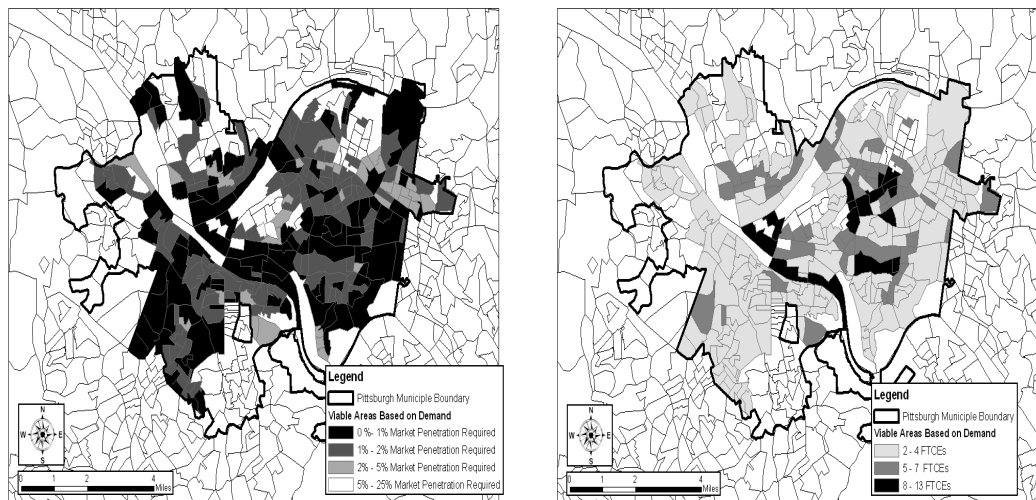 Legend
Pittsburgh Municiple Boundary
Viable Areas Based on Demand
0 %- 1% Market Penetration Required
1% - 2% Market Penetration Required
2% - 5% Market Penetration Required
5% - 25% Market Penetration Required
N
W E
S
0 1 2 4
Miles
Legend
Pittsburgh Municiple Boundary
Viable Areas Based on Demand
2 - 4 FTCEs
5 - 7 FTCEs
8 - 13 FTCEs
N
W E
S
0 1 2 4
Miles